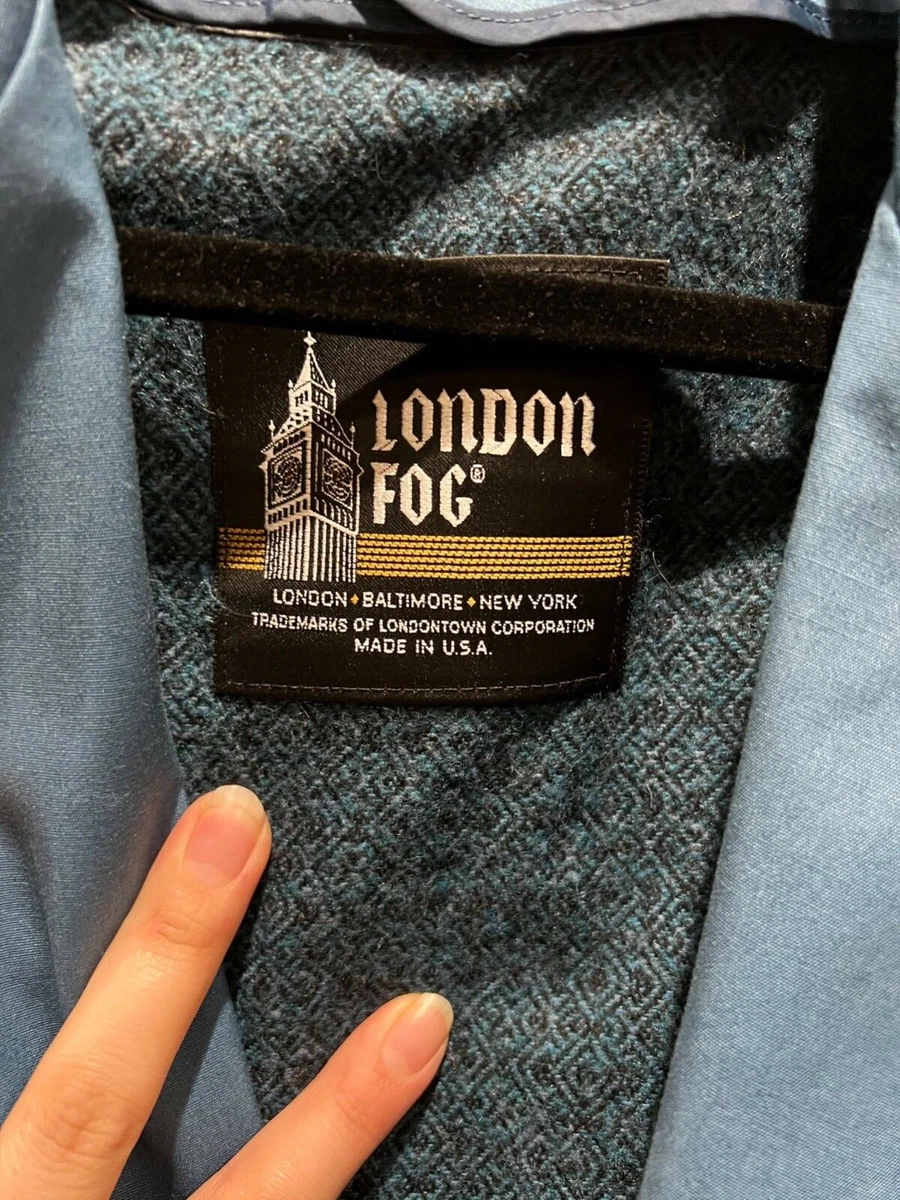 LONDON
FOG®
LONDON♦BALTIMORE♦NEW YORK
TRADEMARKS OF LONDONTOWN CORPORATION
MADE IN U.S.A.